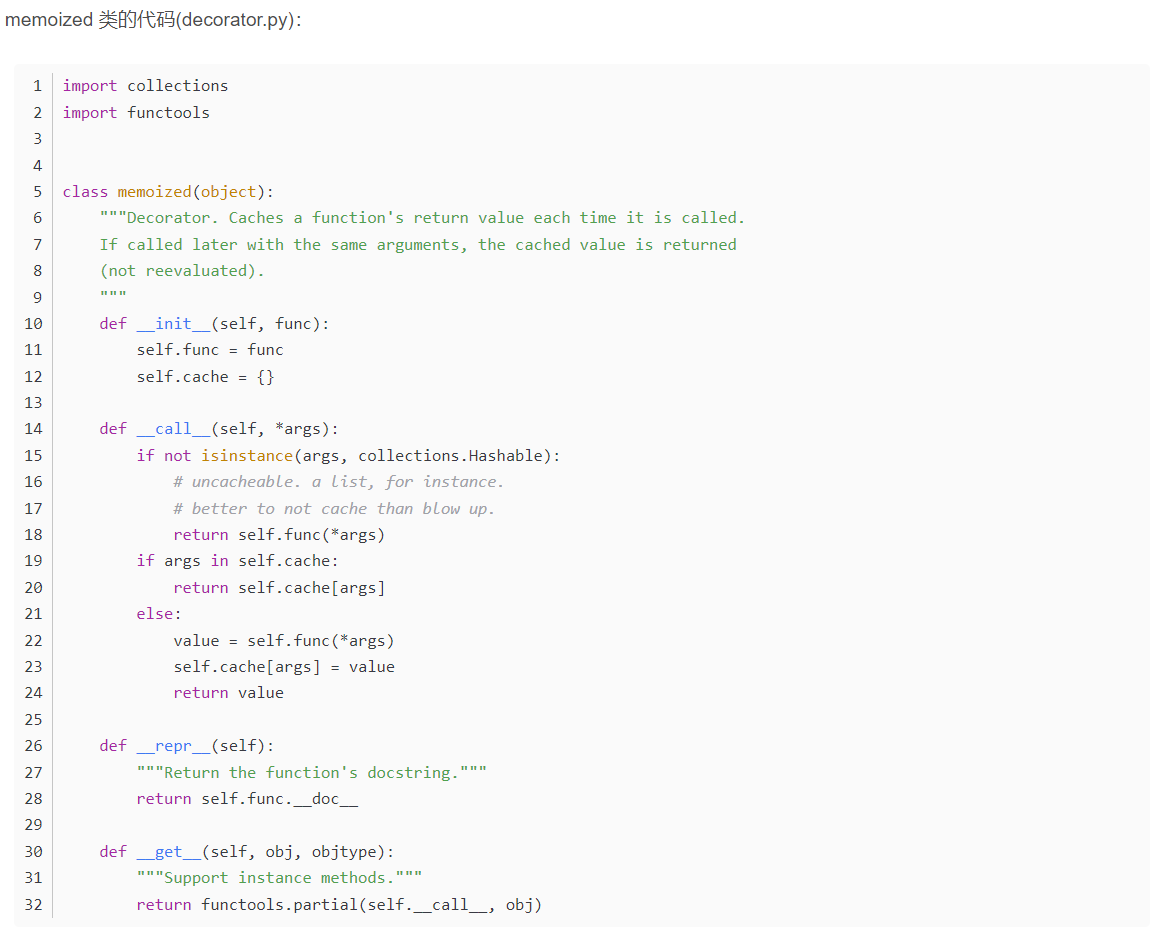 memoized 类的代码(decorator.py)：
1 import collections
2 import functools
3
4
5 class memoized(object):
6     """Decorator. Caches a function's return value each time it is called.
7     If called later with the same arguments, the cached value is returned
8     (not reevaluated).
9     """
10     def __init__(self, func):
11         self.func = func
12         self.cache = {}
13
14     def __call__(self, *args):
15         if not isinstance(args, collections.Hashable):
16             # uncacheable. a list, for instance.
17             # better to not cache than blow up.
18             return self.func(*args)
19         if args in self.cache:
20             return self.cache[args]
21         else:
22             value = self.func(*args)
23             self.cache[args] = value
24             return value
25
26     def __repr__(self):
27         """Return the function's docstring."""
28         return self.func.__doc__
29
30     def __get__(self, obj, objtype):
31         """Support instance methods."""
32         return functools.partial(self.__call__, obj)